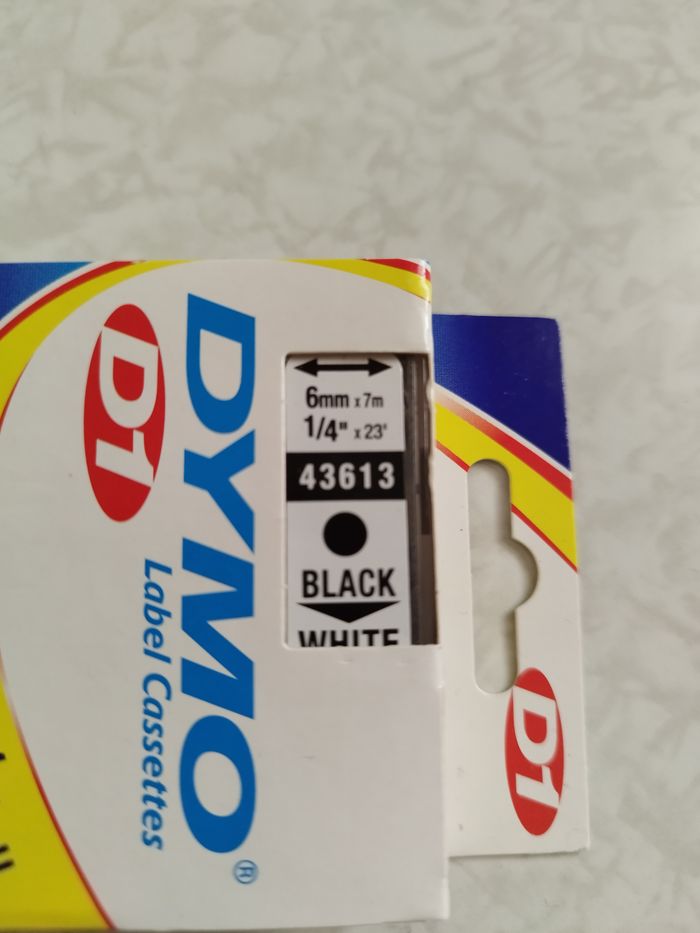 DYMO®
Label Cassettes
D1
6mm x 7m
1/4" x 23'
43613
BLACK
WHITE
D1